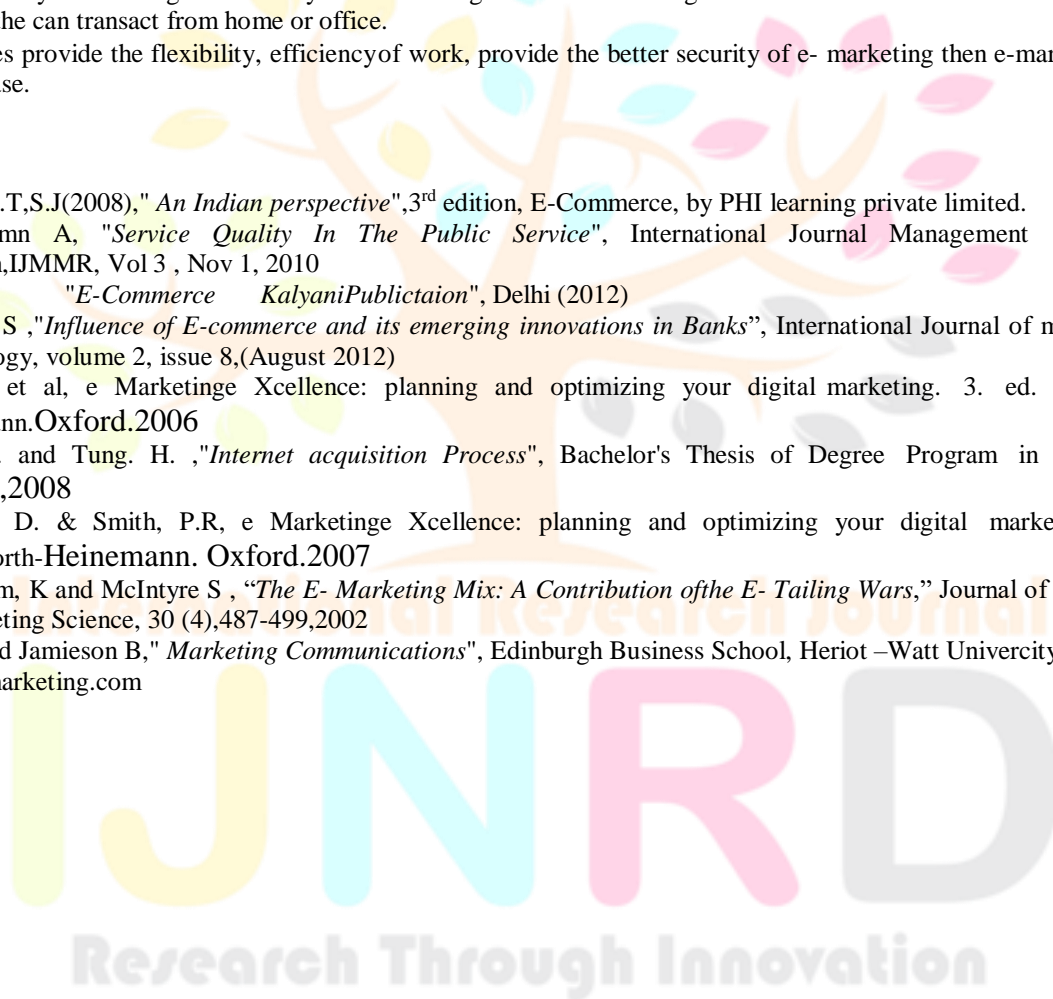 the can transact from home or office.
es provide the flexibility, efficiencyof work, provide the better security of e- marketing then e-mar
se.
.T,S.J(2008)," An Indian perspective",3rd edition, E-Commerce, by PHI learning private limited.
mn A, "Service Quality In The Public Service", International Journal Management
,IJMMR, Vol 3 , Nov 1, 2010
"E-Commerce KalyaniPublictaion", Delhi (2012)
S ,"Influence of E-commerce and its emerging innovations in Banks”, International Journal of m
ogy, volume 2, issue 8,(August 2012)
et al, e Marketinge Xcellence: planning and optimizing your digital marketing. 3. ed.
nn.Oxford.2006
. and Tung. H. ,"Internet acquisition Process", Bachelor's Thesis of Degree Program in
,2008
D. & Smith, P.R, e Marketinge Xcellence: planning and optimizing your digital marke
orth-Heinemann. Oxford.2007
m, K and McIntyre S , “The E- Marketing Mix: A Contribution ofthe E- Tailing Wars,” Journal of
eting Science, 30 (4),487-499,2002
d Jamieson B," Marketing Communications", Edinburgh Business School, Heriot –Watt Univercity
narketing.com
International Research Journal
IJNRD
Research Through Innovation